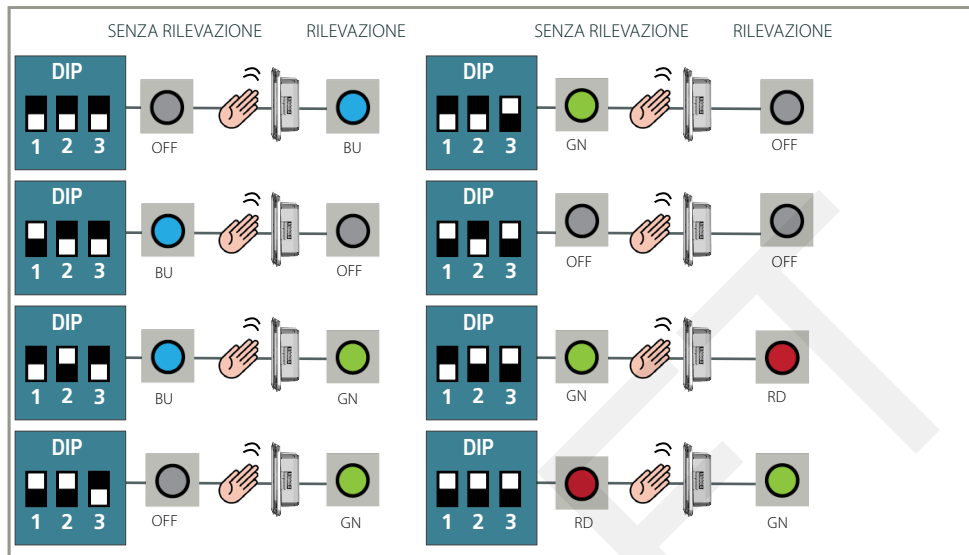 SENZA RILEVAZIONE RILEVAZIONE SENZA RILEVAZIONE RILEVAZIONE
DIP
1 2 3
OFF
BU
DIP
1 2 3
GN
OFF
DIP
1 2 3
BU
OFF
DIP
1 2 3
OFF
OFF
DIP
1 2 3
BU
GN
DIP
1 2 3
GN
RD
DIP
1 2 3
OFF
GN
DIP
1 2 3
RD
GN